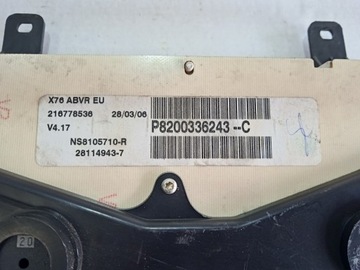 X76 ABVR EU
216778536 28/03/06
V4.17 P8200336243--C
NS8105710-R
28114943-7
20